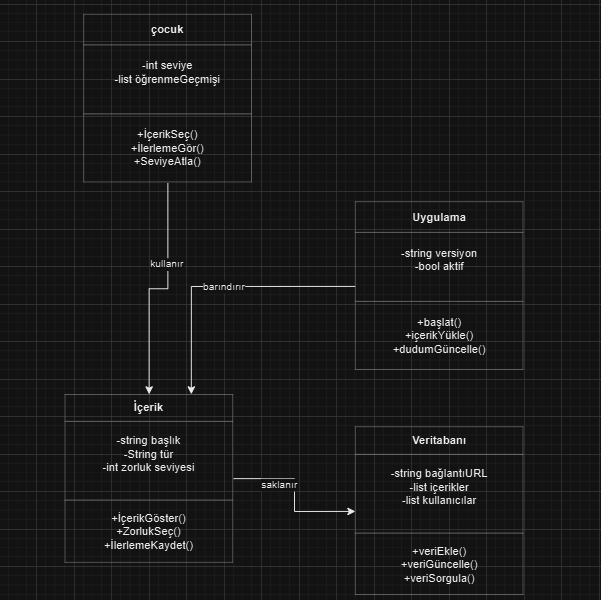 çocuk
-int seviye
-list öğrenmeGeçmişi
+İçerikSeç()
+İlerlemeGör()
+SeviyeAtla()
kullanır
Uygulama
-string versiyon
-bool aktif
+başlat()
+içerikYükle()
+dudumGüncelle()
barındırır
İçerik
-string başlık
-String tür
-int zorluk seviyesi
+İçerikGöster()
+ZorlukSeç()
+İlerlemeKaydet()
saklanır
Veritabanı
-string bağlantıURL
-list içerikler
-list kullanıcılar
+veriEkle()
+veriGüncelle()
+veriSorgula()